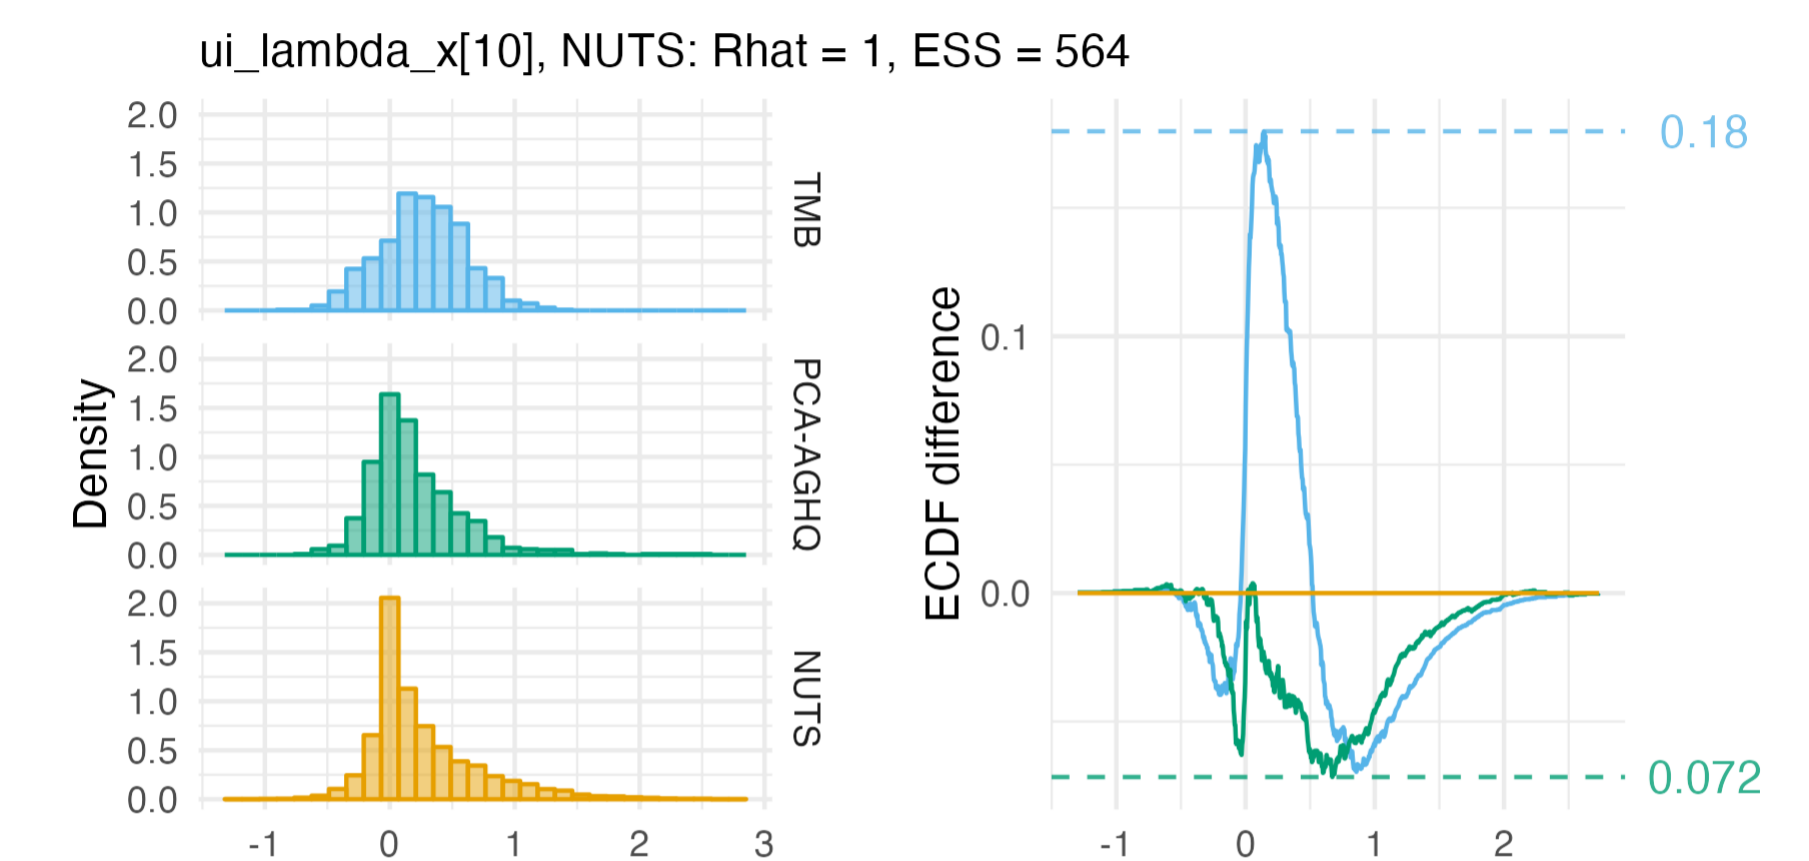 ui_lambda_x[10], NUTS: Rhat = 1, ESS = 564
Density
2.0
1.5
1.0
0.5
0.0
TMB
2.0
1.5
1.0
0.5
0.0
PCA-AGHQ
2.0
1.5
1.0
0.5
0.0
NUTS
-1 0 1 2 3
ECDF difference
0.1
0.0
0.18
0.072
-1 0 1 2